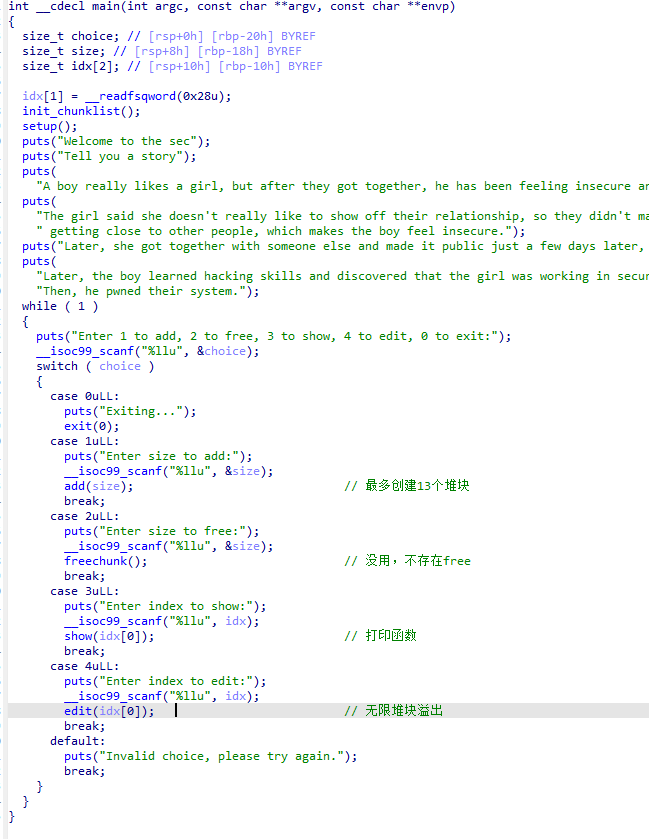 int __cdecl main(int argc, const char **argv, const char **envp)
{
size_t choice; // [rsp+0h] [rbp-20h] BYREF
size_t size; // [rsp+8h] [rbp-18h] BYREF
size_t idx[2]; // [rsp+10h] [rbp-10h] BYREF
idx[1] = __readfsqword(0x28u);
init_chunklist();
setup();
puts("Welcome to the sec");
puts("Tell you a story");
puts(
"A boy really likes a girl, but after they got together, he has been feeling insecure
puts(
"The girl said she doesn't really like to show off their relationship, so they didn't
" getting close to other people, which makes the boy feel insecure.");
puts("Later, she got together with someone else and made it public just a few days later,
puts(
"Later, the boy learned hacking skills and discovered that the girl was working in
"Then, he pwned their system.");
while ( 1 )
{
puts("Enter 1 to add, 2 to free, 3 to show, 4 to edit, 0 to exit:");
__isoc99_scanf("%llu", &choice);
switch ( choice )
{
case 0uLL:
puts("Exiting...");
exit(0);
case 1uLL:
puts("Enter size to add:");
__isoc99_scanf("%llu", &size);
add(size); // 最多创建13个堆块
break;
case 2uLL:
puts("Enter size to free:");
__isoc99_scanf("%llu", &size);
freechunk(); // 没用，不存在free
break;
case 3uLL:
puts("Enter index to show:");
__isoc99_scanf("%llu", idx);
show(idx[0]); // 打印函数
break;
case 4uLL:
puts("Enter index to edit:");
__isoc99_scanf("%llu", idx);
edit(idx[0]); // 无限堆块溢出
break;
default:
puts("Invalid choice, please try again.");
break;
}
}
}